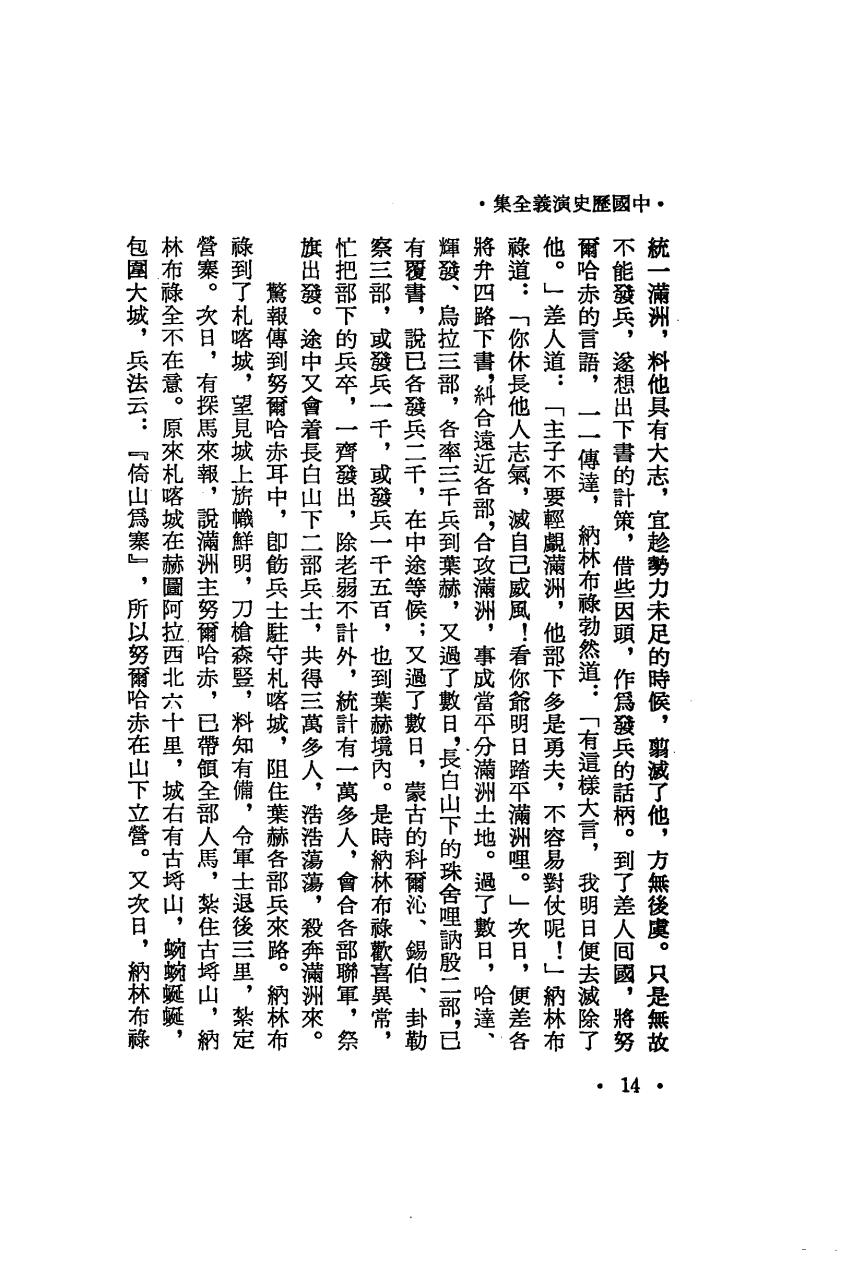 ・中國歷史演義全集・
統一滿洲，料他具有大志，宜趁勢力未足的時候，翦滅了他，方無後虞。只是無故
不能發兵，遂想出下書的計策，借些因頭，作爲發兵的話柄。到了差人囘國，將努
爾哈赤的言語，一一傳達，納林布祿勃然道：「有這樣大言，我明日便去滅除了
他。」差人道：「主子不要輕覷滿洲，他部下多是勇夫，不容易對仗呢！」納林布
祿道：「你休長他人志氣，滅自己威風！看你爺明日踏平滿洲哩。」次日，便差各
將弁四路下書，糾合遠近各部，合攻滿洲，事成當平分滿洲土地。過了數日，哈達、
輝發、烏拉三部，各率三千兵到葉赫，又過了數日，長白山下的珠舍哩訥殷二部，已
有覆書，說已各發兵二千，在中途等候；又過了數日，蒙古的科爾沁、錫伯、卦勒
察三部，或發兵一千，或發兵一千五百，也到葉赫境內。是時納林布祿歡喜異常，
忙把部下的兵卒，一齊發出，除老弱不計外，統計有一萬多人，會合各部聯軍，祭
旗出發。途中又會着長白山下二部兵士，共得三萬多人，浩浩蕩蕩，殺奔滿洲來。
驚報傳到努爾哈赤耳中，卽飭兵士駐守札喀城，阻住葉赫各部兵來路。納林布
祿到了札喀城，望見城上旂幟鮮明，刀槍森豎，料知有備，令軍士退後三里，紮定
營寨。次日，有探馬來報，說滿洲主努爾哈赤，已帶領全部人馬，紮住古埓山，納
林布祿全不在意。原來札喀城在赫圖阿拉西北六十里，城右有古埓山，蜿蜿蜒蜒，
包圍大城，兵法云：『倚山爲寨』，所以努爾哈赤在山下立營。又次日，納林布祿
・14・